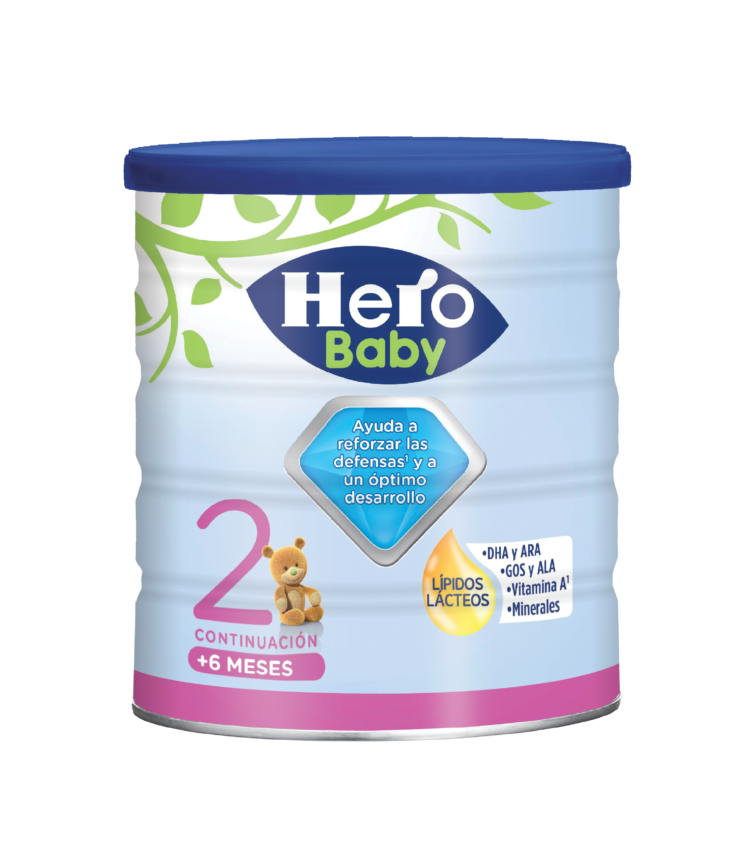 Hero
Baby
Ayuda a
reforzar las
defensas¹ y a
un óptimo
desarrollo
2
CONTINUACIÓN
+6 MESES
LÍPIDOS
LÁCTEOS
•DHA y ARA
•GOS y ALA
•Vitamina A¹
•Minerales